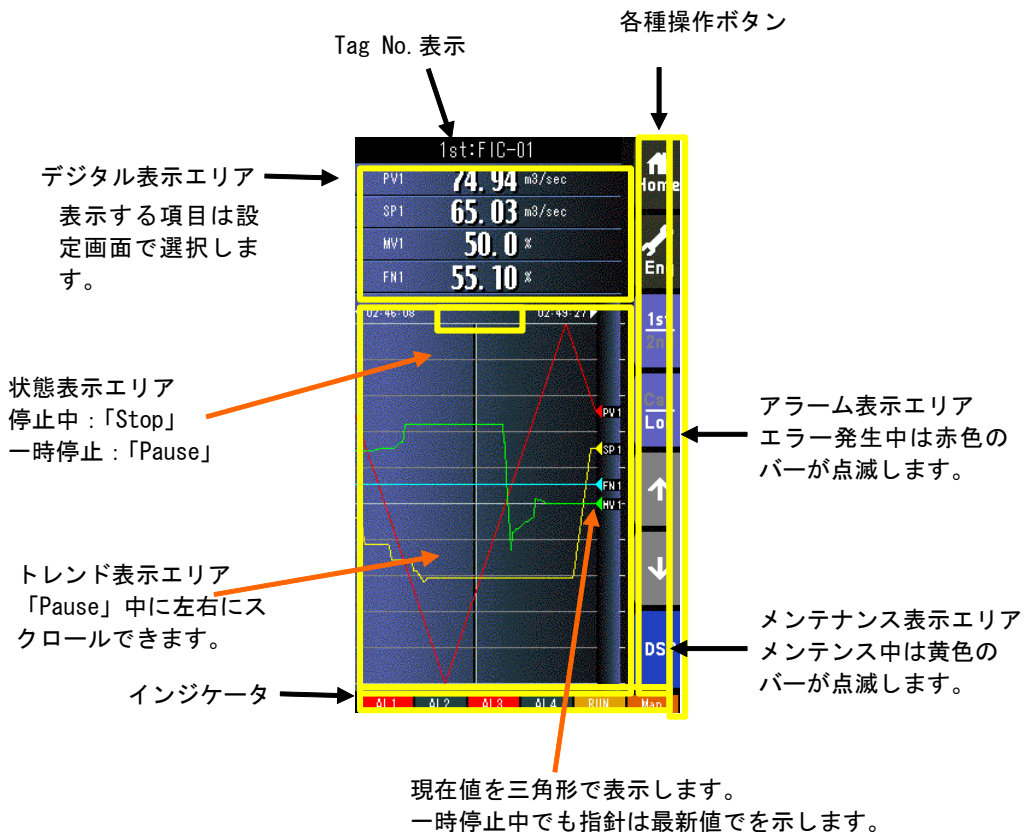 各種操作ボタン
Tag No.表示
デジタル表示エリア
表示する項目は設
定画面で選択しま
す。
1st:FIC-01
PV1 74.94 m3/sec
SP1 65.03 m3/sec
MV1 50.0 %
FN1 55.10 %
02:46:08 02:49:27
Home
Eng
1st
2n
Ca
Lo
DS
PV1
SP1
FN1
MV1
AL1 AL2 AL3 AL4 RUN Man
状態表示エリア
停止中:「Stop」
一時停止:「Pause」
トレンド表示エリア
「Pause」中に左右にス
クロールできます。
インジケータ
アラーム表示エリア
エラー発生中は赤色の
バーが点滅します。
メンテナンス表示エリア
メンテンス中は黄色の
バーが点滅します。
現在値を三角形で表示します。
一時停止中でも指針は最新値でを示します。